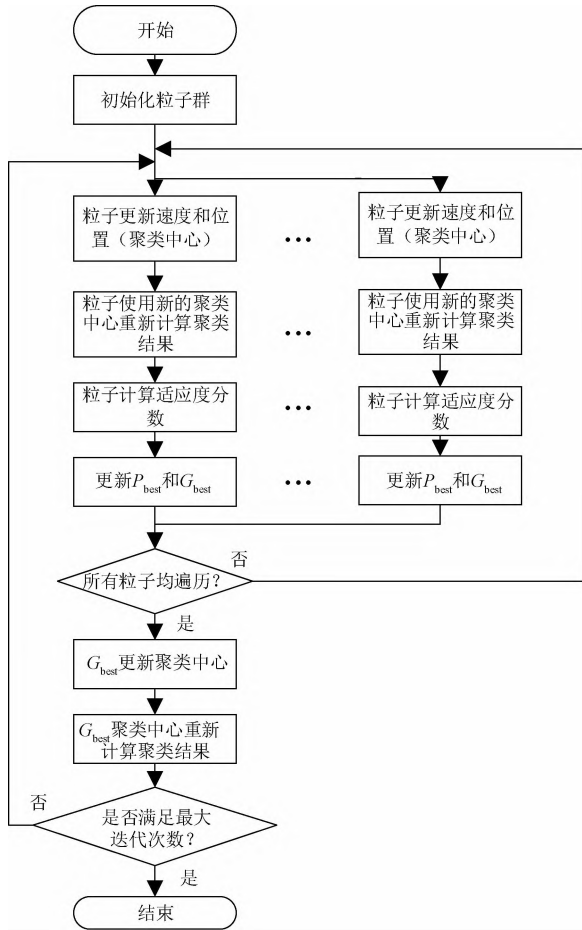 开始
初始化粒子群
粒子更新速度和位
置（聚类中心）
粒子更新速度和位
置（聚类中心）
…
粒子使用新的聚类
中心重新计算聚类
结果
粒子使用新的聚类
中心重新计算聚类
结果
…
粒子计算适应度分
数
粒子计算适应度分
数
…
更新Pbest和Gbest
更新Pbest和Gbest
…
所有粒子均遍历？
否
是
Gbest更新聚类中心
Gbest聚类中心重新
计算聚类结果
是否满足最大
迭代次数？
否
是
结束